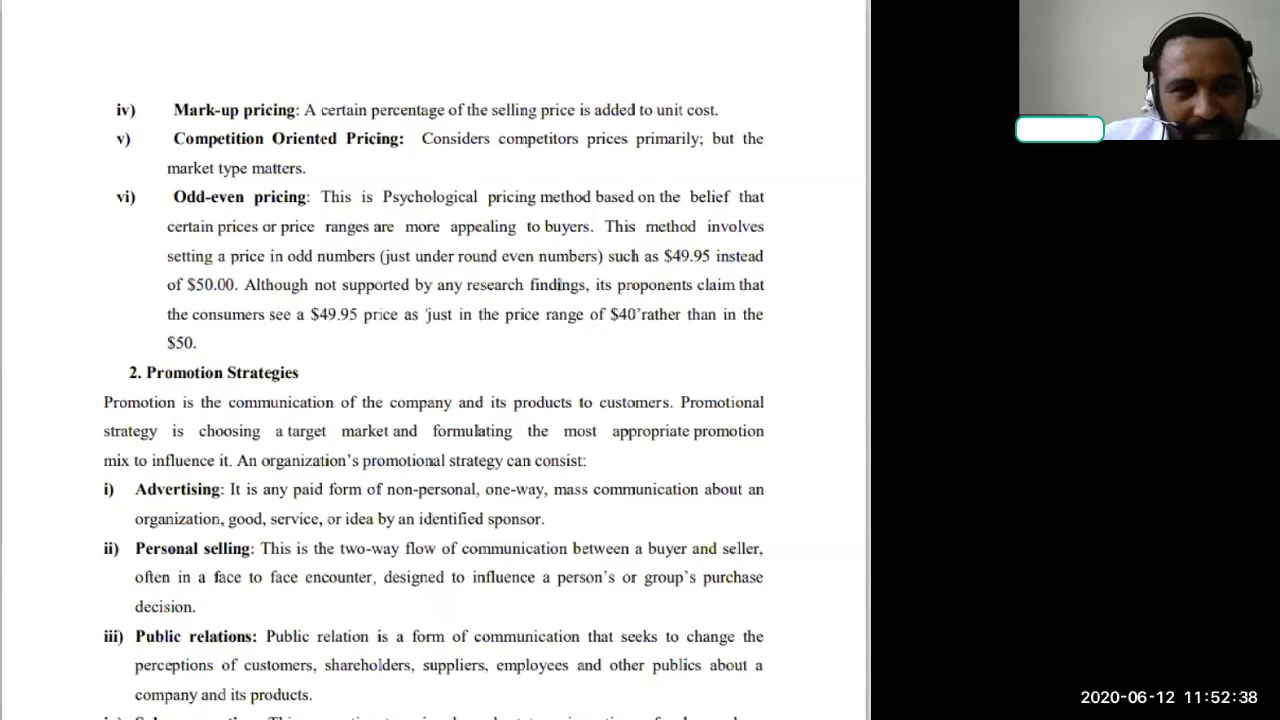 iv) Mark-up pricing: A certain percentage of the selling price is added to unit cost.
v) Competition Oriented Pricing: Considers competitors prices primarily; but the
market type matters.
vi) Odd-even pricing: This is Psychological pricing method based on the belief that
certain prices or price ranges are more appealing to buyers. This method involves
setting a price in odd numbers (just under round even numbers) such as $49.95 instead
of $50.00. Although not supported by any research findings, its proponents claim that
the consumers see a $49.95 price as 'just in the price range of $40'rather than in the
$50.
2. Promotion Strategies
Promotion is the communication of the company and its products to customers. Promotional
strategy is choosing a target market and formulating the most appropriate promotion
mix to influence it. An organization's promotional strategy can consist:
i) Advertising: It is any paid form of non-personal, one-way, mass communication about an
organization, good, service, or idea by an identified sponsor.
ii) Personal selling: This is the two-way flow of communication between a buyer and seller,
often in a face to face encounter, designed to influence a person's or group's purchase
decision.
iii) Public relations: Public relation is a form of communication that seeks to change the
perceptions of customers, shareholders, suppliers, employees and other publics about a
company and its products.
2020-06-12 11:52:38